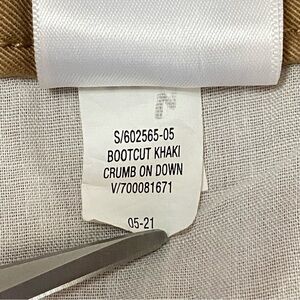 S/602565-05
BOOTCUT KHAKI
CRUMB ON DOWN
V/700081671
05-21